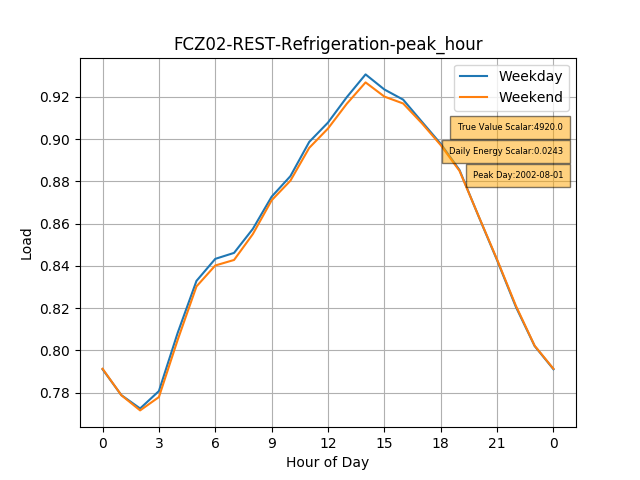 FCZ02-REST-Refrigeration-peak_hour
Weekday
Weekend
True Value Scalar:4920.0
Daily Energy Scalar:0.0243
Peak Day:2002-08-01
Load
0.92
0.90
0.88
0.86
0.84
0.82
0.80
0.78
0 3 6 9 12 15 18 21 0
Hour of Day